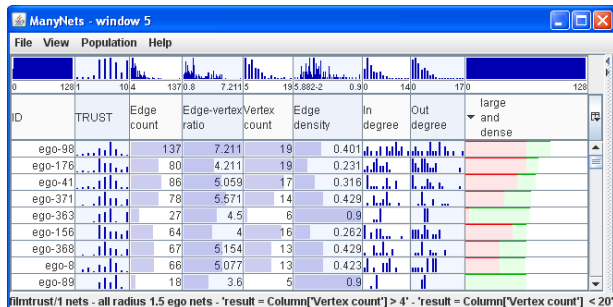 ManyNets - window 5
File View Population Help
0 128 1 10 4 137 0.8 7.211 5 19 5.882-2 0.9 0 14 0 17 0 128
ID TRUST Edge count Edge-vertex ratio Vertex count Edge density In degree Out degree large and dense
ego-98 137 7.211 19 0.401
ego-176 80 4.211 19 0.231
ego-41 86 5.059 17 0.316
ego-371 78 5.571 14 0.429
ego-363 27 4.5 6 0.9
ego-156 64 4 16 0.262
ego-368 67 5.154 13 0.429
ego-8 66 5.077 13 0.423
ego-89 18 3.6 5 0.9
filmtrust/1 nets - all radius 1.5 ego nets - 'result = Column['Vertex count'] > 4' - 'result = Column['Vertex count'] < 20'